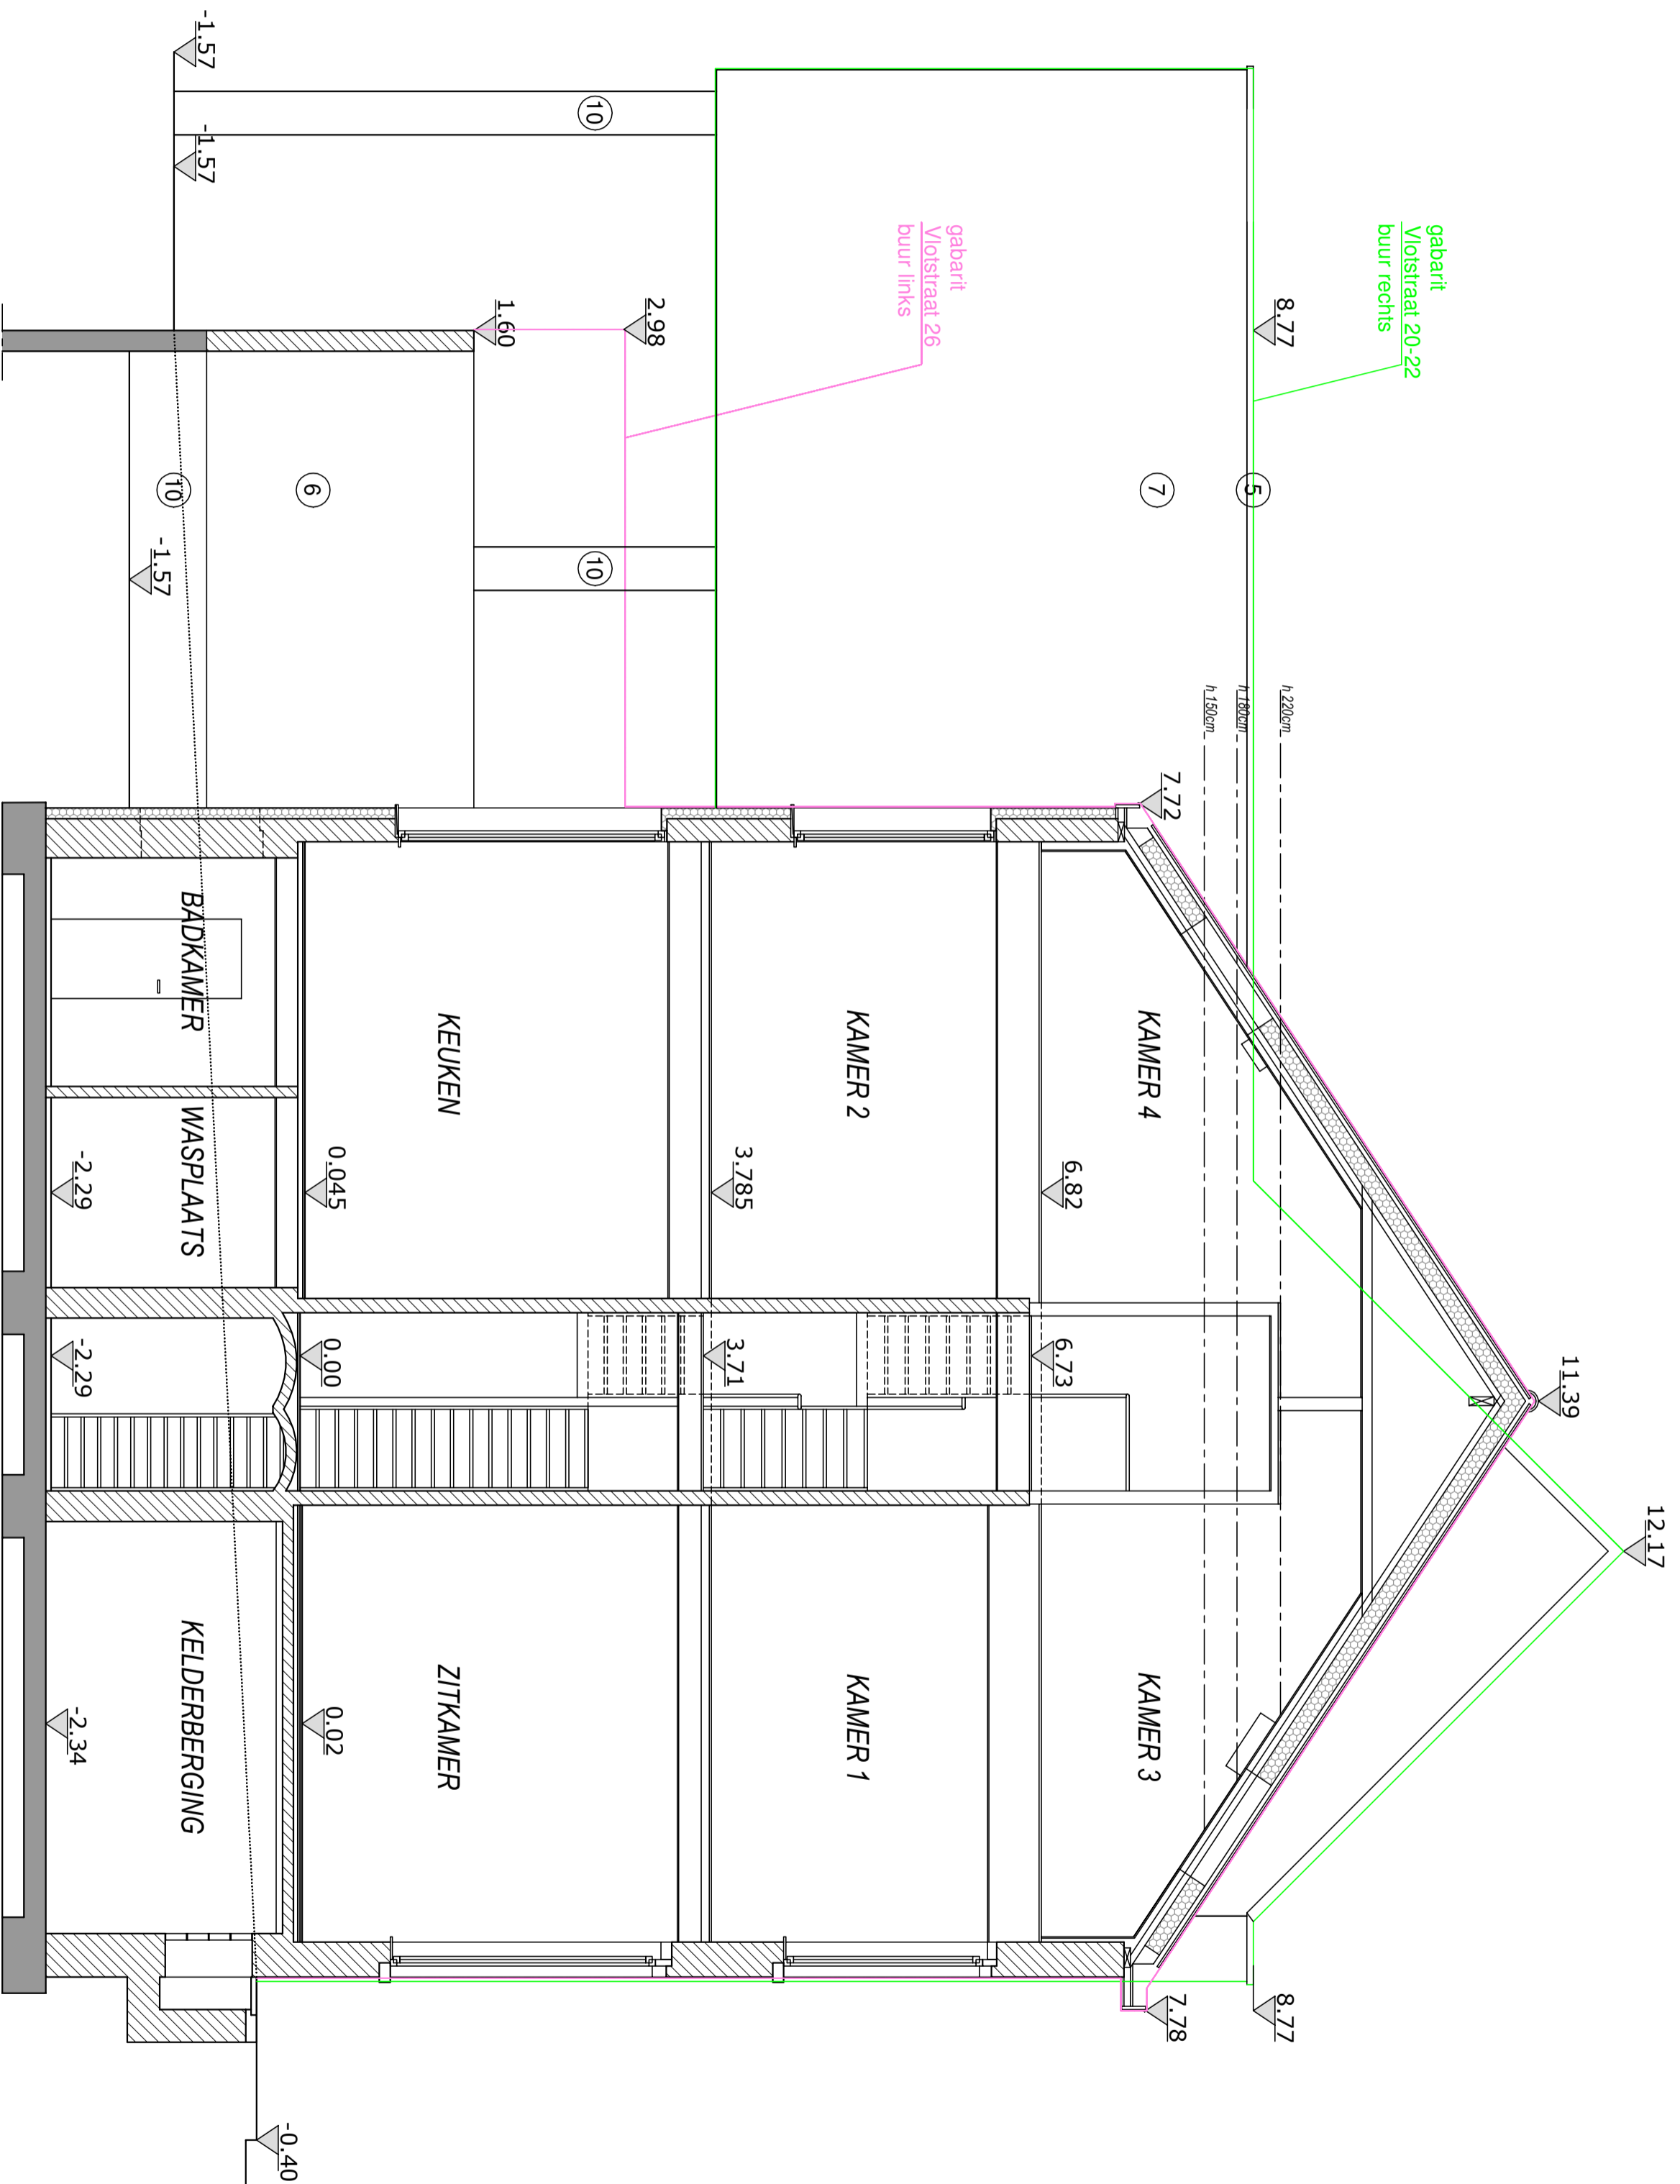 12.17
11.39
gabarit
Vlotstraat 20-22
buur rechts
8.77
8.77
5
h 220cm
h 180cm
h 150cm
7.72
7.78
7
KAMER 4
KAMER 3
6.82
6.73
gabarit
Vlotstraat 26
buur links
KAMER 2
KAMER 1
3.785
3.71
2.98
10
10
1.60
KEUKEN
ZITKAMER
6
0.045
0.00
0.02
-0.40
-1.57
-1.57
10
-1.57
BADKAMER
WASPLAATS
KELDERBERGING
-2.29
-2.29
-2.34